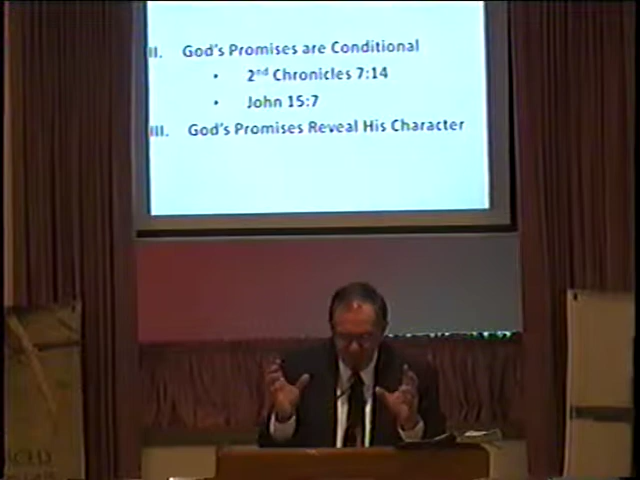 II. God's Promises are Conditional
• 2nd Chronicles 7:14
• John 15:7
III. God's Promises Reveal His Character